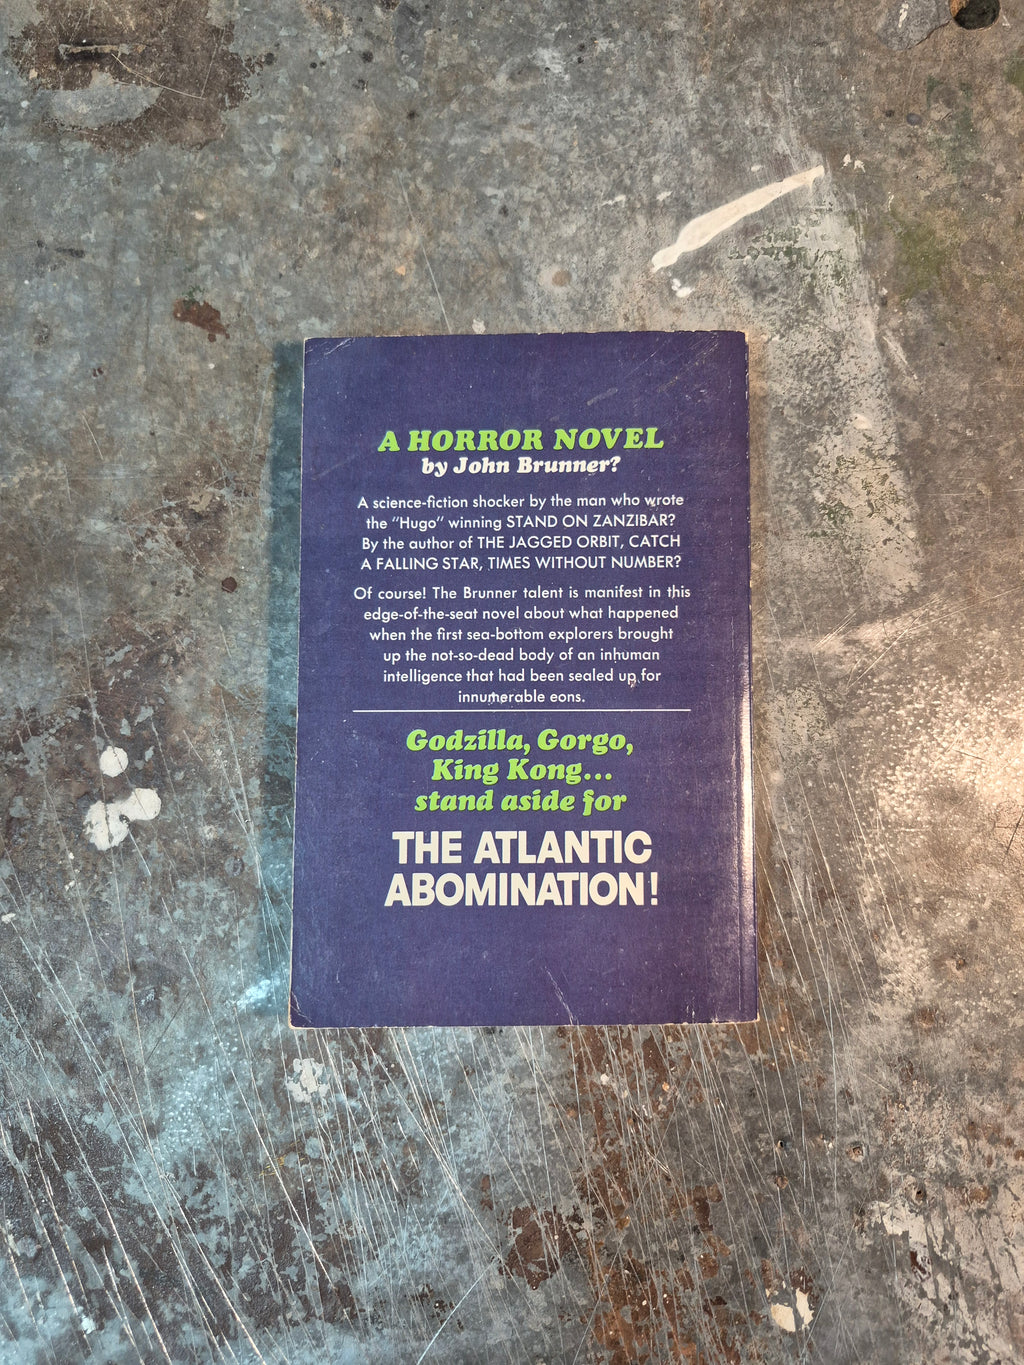 A HORROR NOVEL
by John Brunner?
A science-fiction shocker by the man who wrote
the "Hugo" winning STAND ON ZANZIBAR?
By the author of THE JAGGED ORBIT, CATCH
A FALLING STAR, TIMES WITHOUT NUMBER?
Of course! The Brunner talent is manifest in this
edge-of-the-seat novel about what happened
when the first sea-bottom explorers brought
up the not-so-dead body of an inhuman
intelligence that had been sealed up for
innumerable eons.
Godzilla, Gorgo,
King Kong...
stand aside for
THE ATLANTIC
ABOMINATION!